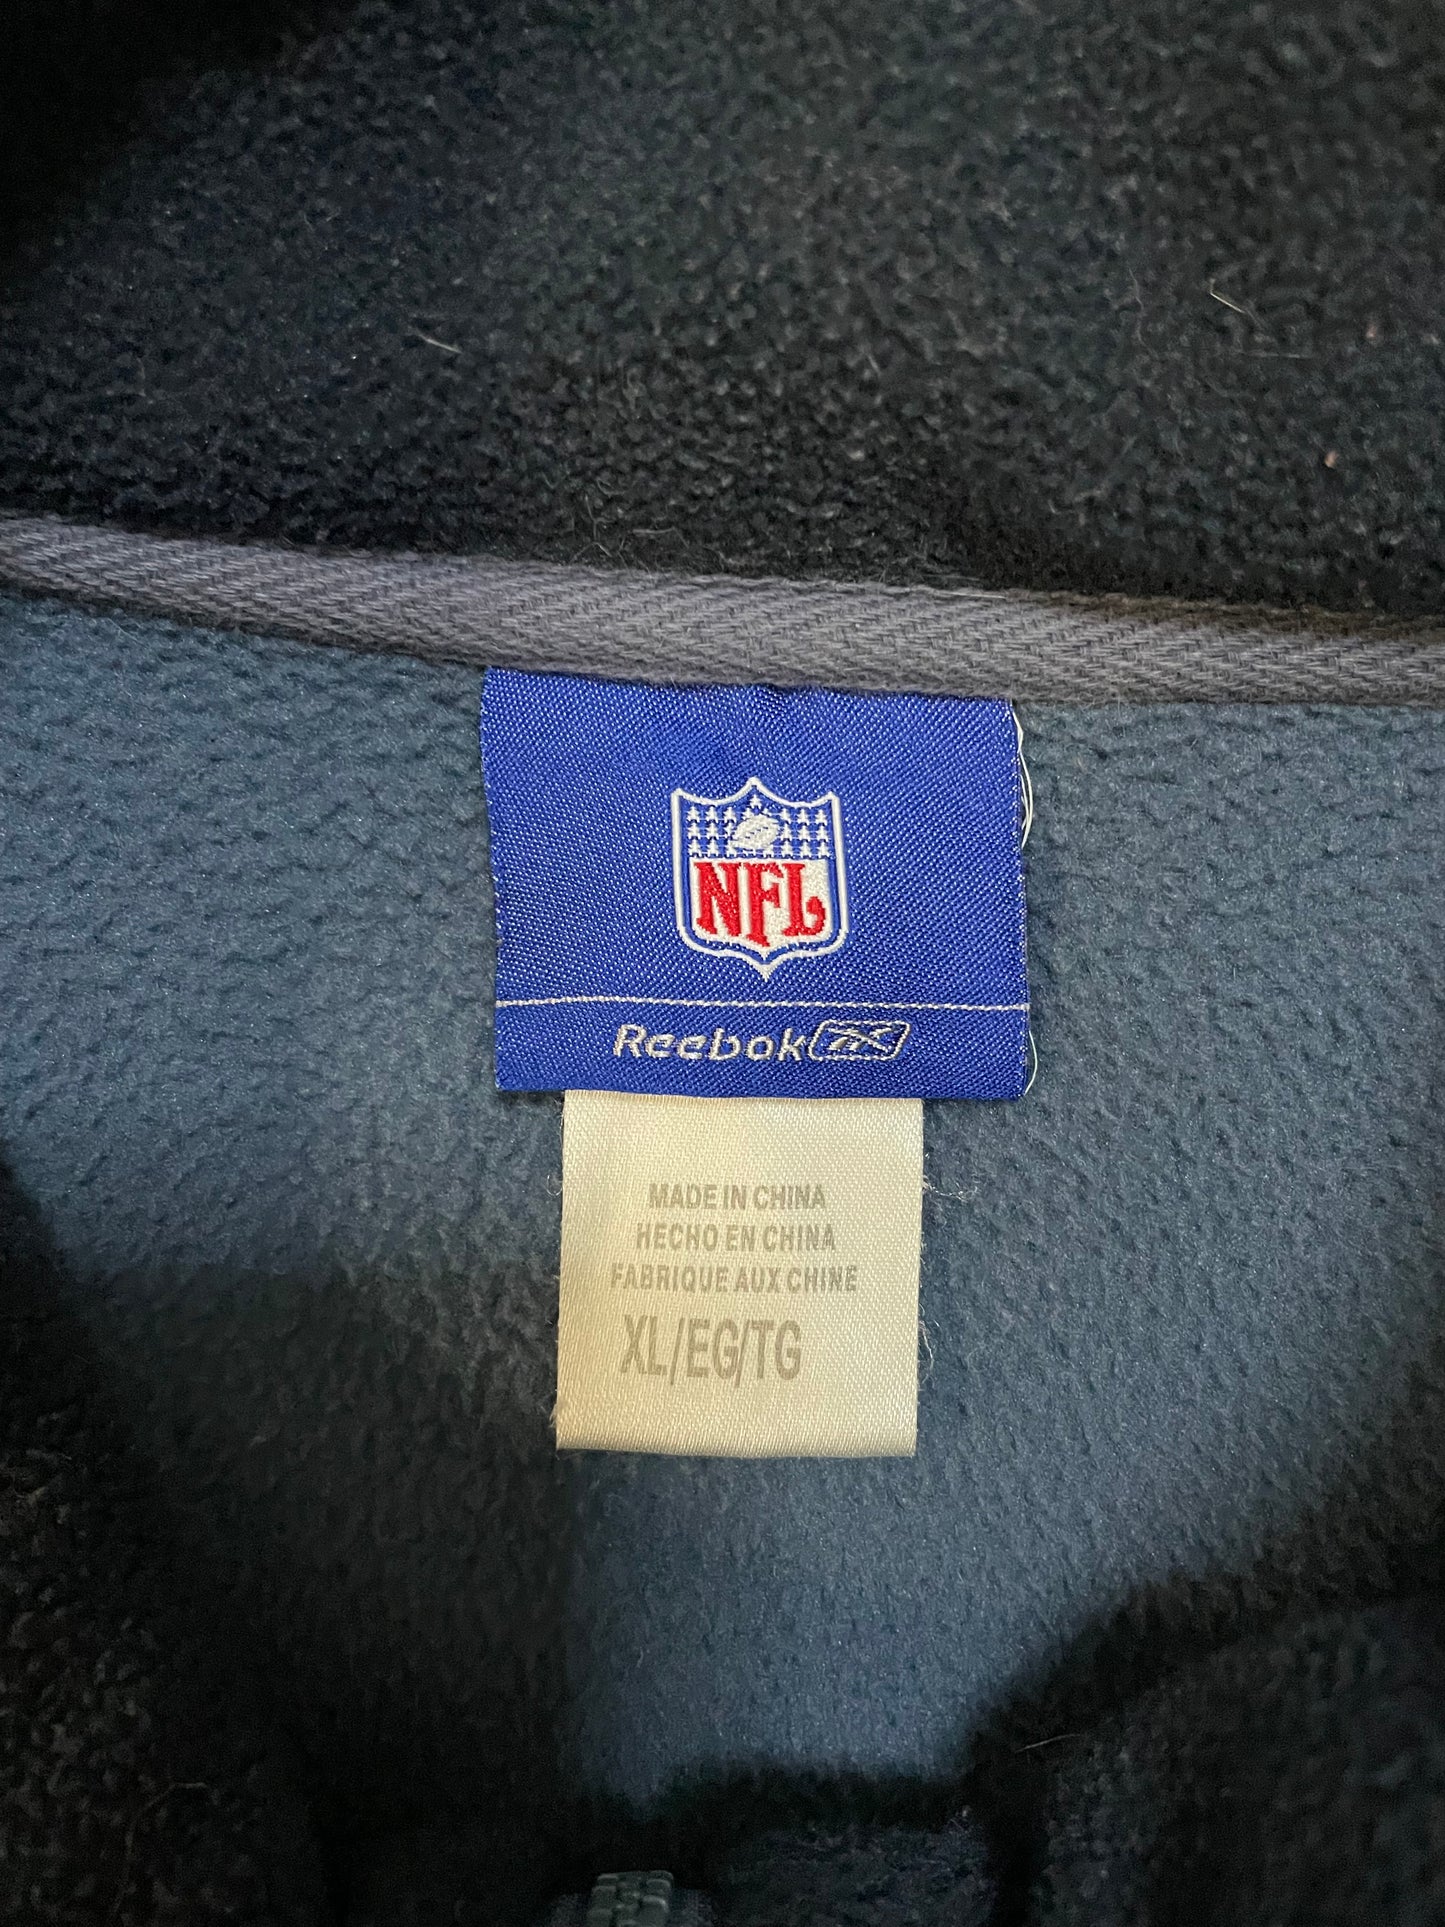 NFL
Reebok
MADE IN CHINA
HECHO EN CHINA
FABRIQUE AUX CHINE
XL/EG/TG